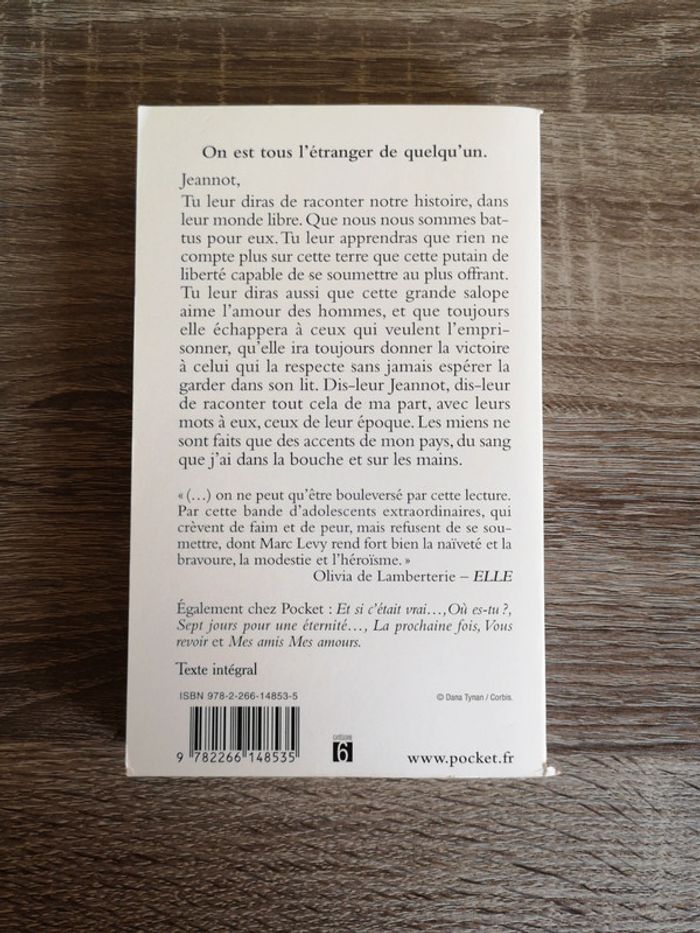 On est tous l'étranger de quelqu'un.
Jeannot,
Tu leur diras de raconter notre histoire, dans
leur monde libre. Que nous nous sommes bat-
tus pour eux. Tu leur apprendras que rien ne
compte plus sur cette terre que cette putain de
liberté capable de se soumettre au plus offrant.
Tu leur diras aussi que cette grande salope
aime l'amour des hommes, et que toujours
elle échappera à ceux qui veulent l'empri-
sonner, qu'elle ira toujours donner la victoire
à celui qui la respecte sans jamais espérer la
garder dans son lit. Dis-leur Jeannot, dis-leur
de raconter tout cela de ma part, avec leurs
mots à eux, ceux de leur époque. Les miens ne
sont faits que des accents de mon pays, du sang
que j'ai dans la bouche et sur les mains.
« (…) on ne peut qu'être bouleversé par cette lecture.
Par cette bande d'adolescents extraordinaires, qui
crèvent de faim et de peur, mais refusent de se sou-
mettre, dont Marc Levy rend fort bien la naïveté et la
bravoure, la modestie et l'héroïsme. »
Olivia de Lamberterie – ELLE
Également chez Pocket : Et si c'était vrai…, Où es-tu ?,
Sept jours pour une éternité…, La prochaine fois, Vous
revoir et Mes amis Mes amours.
Texte intégral
ISBN 978-2-266-14853-5
© Dana Tynan / Corbis.
9 782266 148535
catégorie
6
www.pocket.fr